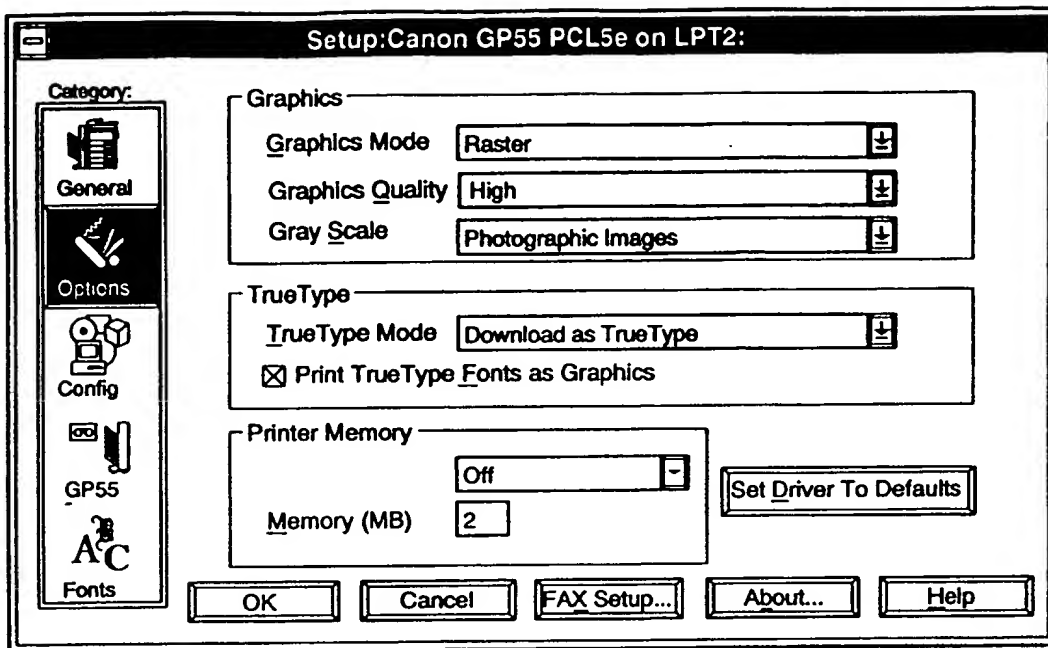 Setup:Canon GP55 PCL5e on LPT2:
Category:
General
Options
Config
GP55
Fonts
Graphics
Graphics Mode Raster
Graphics Quality High
Gray Scale Photographic Images
TrueType
TrueType Mode Download as TrueType
Print TrueType Fonts as Graphics
Printer Memory
Off
Memory (MB) 2
Set Driver To Defaults
OK Cancel FAX Setup... About... Help